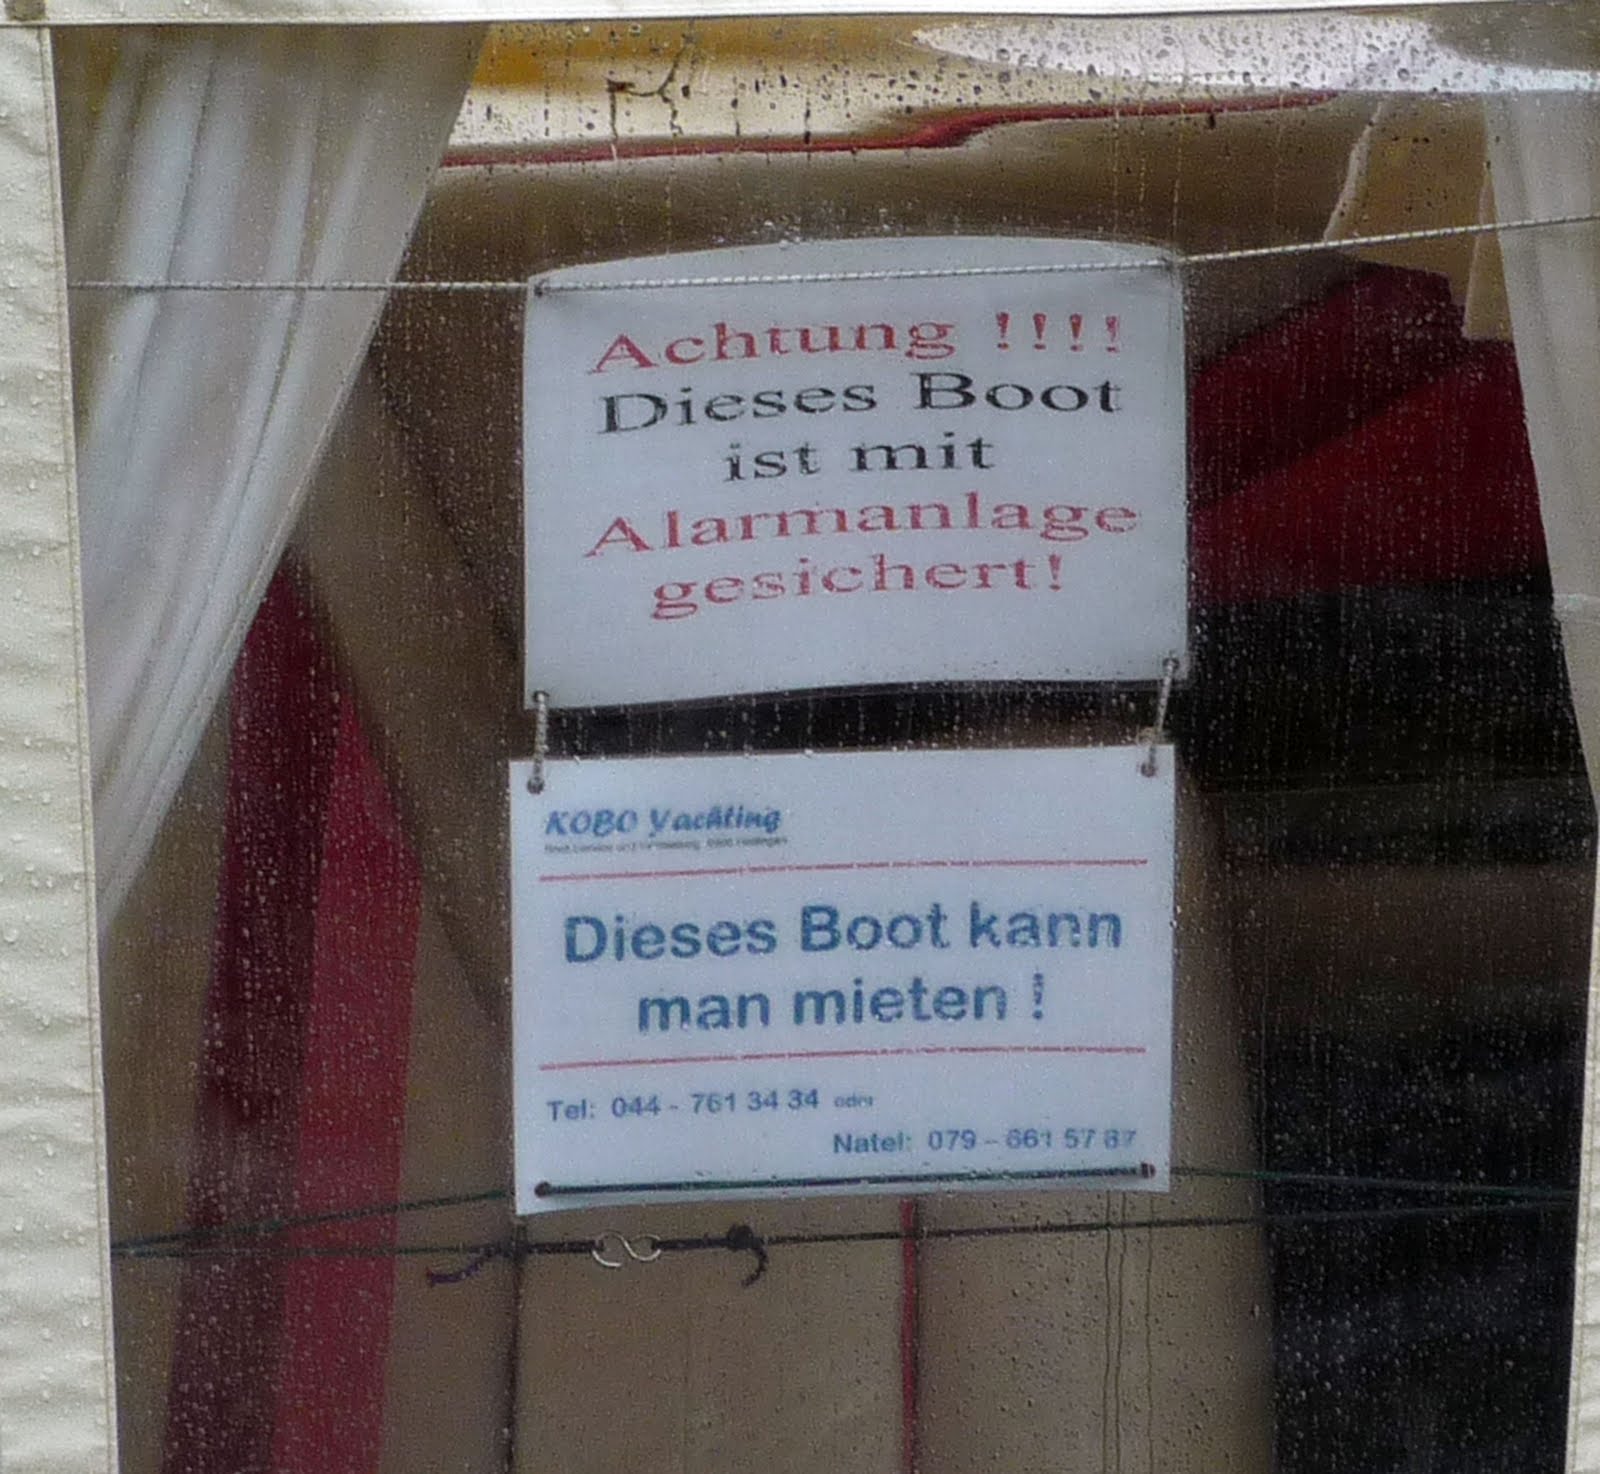 Achtung !!!!
Dieses Boot
ist mit
Alarmanlage
gesichert!
KOBO Yachting
Dieses Boot kann
man mieten !
Tel: 044 - 761 34 34 oder
Natel: 079 - 661 57 87